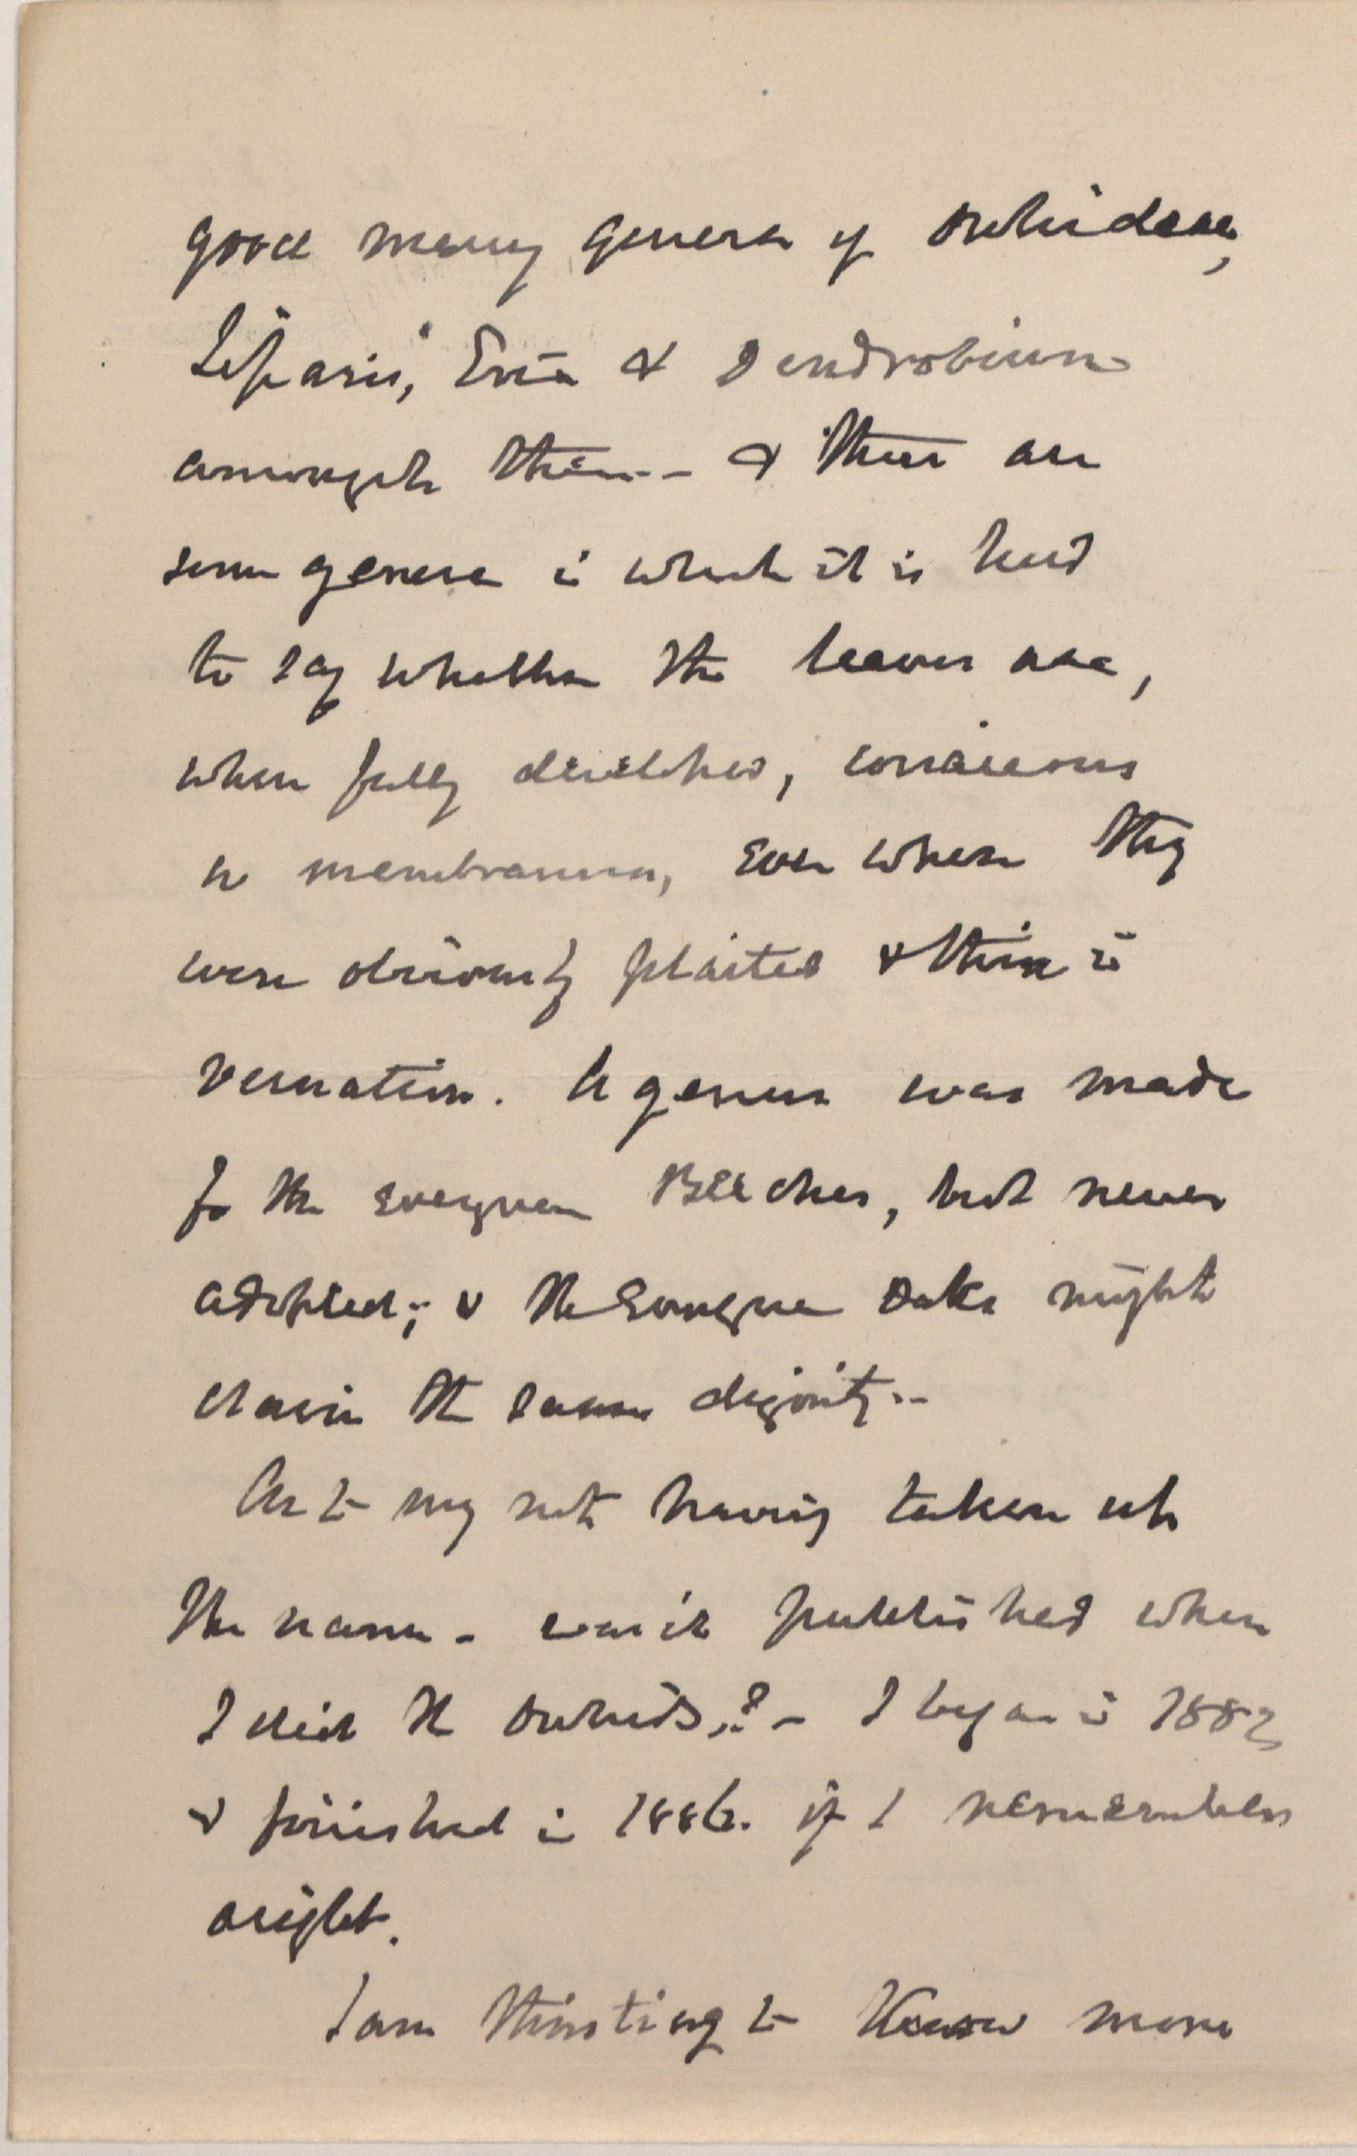 good many genera of Orchideae,
Liparis, Eria & Dendrobium
amongst them -- & there are
some genera in which it is hard
to say whether the leaves are,
when fully developed, coriaceous
or membranous, even where they
were obviously plaited & thin in
vernation. A genus was made
for the evergreen Beeches, but never
adopted; & the Evergreen Oaks might
claim the same dignity --
As to my not having taken up
the name - was it published when
I did the orchids? - I began in 1883
& finished in 1886. if I remember
aright.
I am thirsting to know more